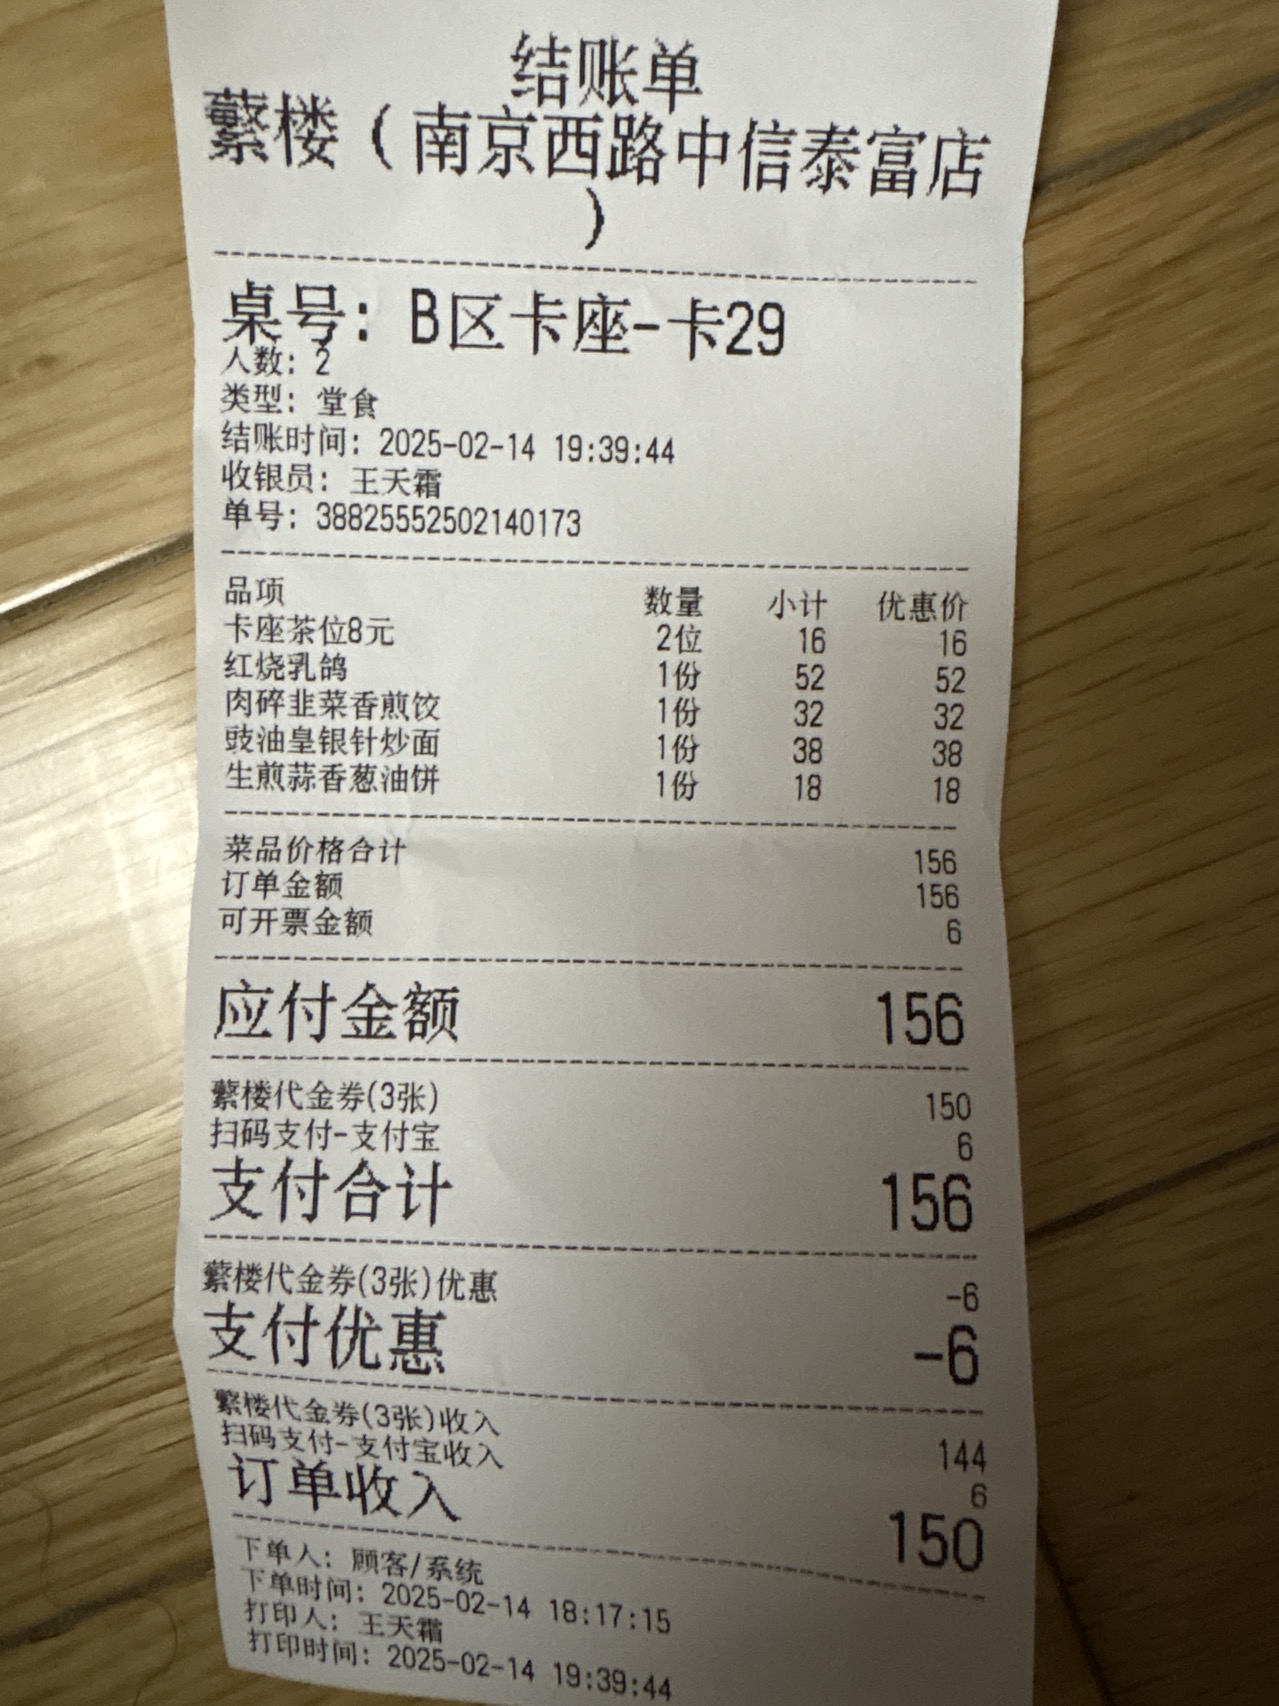 结账单
蘩楼（南京西路中信泰富店
）
桌号：B区卡座-卡29
人数：2
类型：堂食
结账时间：2025-02-14 19:39:44
收银员：王天霜
单号：38825552502140173
品项 数量 小计 优惠价
卡座茶位8元 2位 16 16
红烧乳鸽 1份 52 52
肉碎韭菜香煎饺 1份 32 32
豉油皇银针炒面 1份 38 38
生煎蒜香葱油饼 1份 18 18
菜品价格合计 156
订单金额 156
可开票金额 6
应付金额 156
蘩楼代金券(3张) 150
扫码支付-支付宝 6
支付合计 156
蘩楼代金券(3张)优惠 -6
支付优惠 -6
蘩楼代金券(3张)收入 144
扫码支付-支付宝收入 6
订单收入 150
下单人：顾客/系统
下单时间：2025-02-14 18:17:15
打印人：王天霜
打印时间：2025-02-14 19:39:44